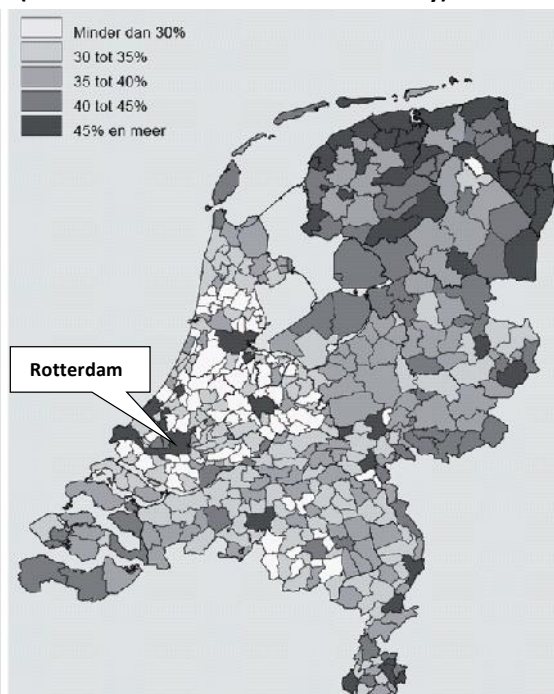 Minder dan 30%
30 tot 35%
35 tot 40%
40 tot 45%
45% en meer
Rotterdam